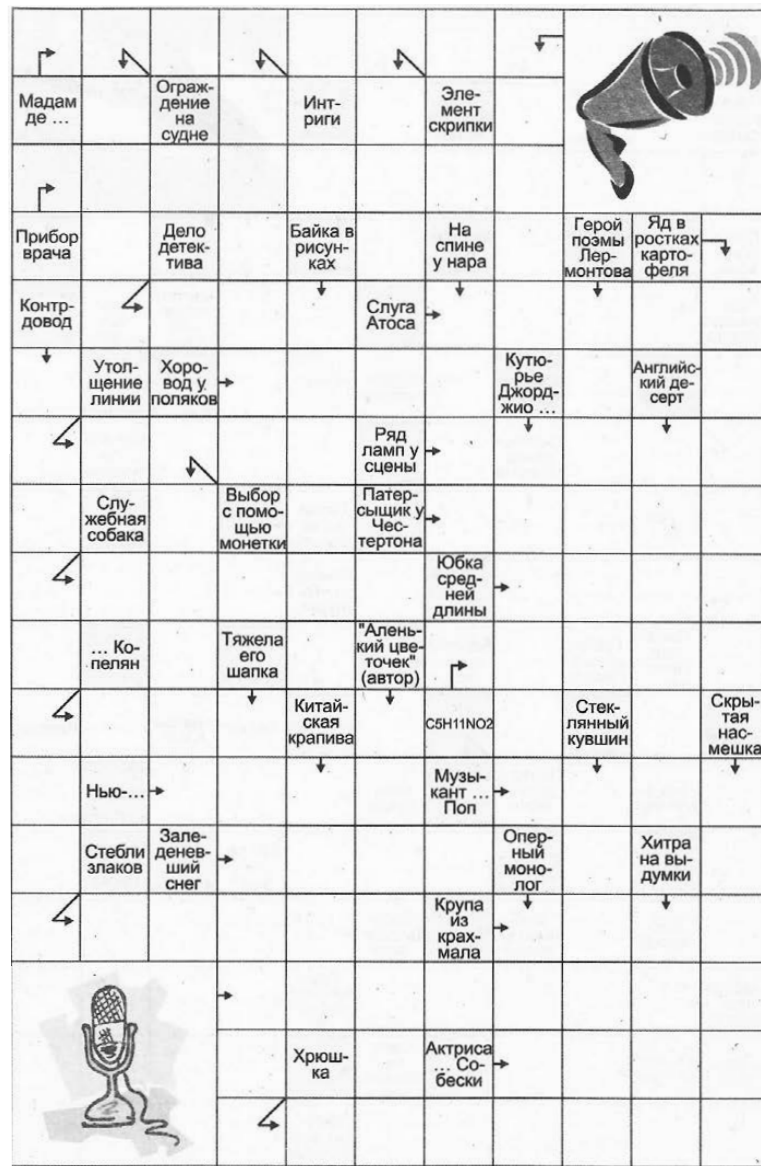 Мадам
де ...
Ограж-
дение
на
судне
Инт-
риги
Эле-
мент
скрипки
Прибор
врача
Дело
детек-
тива
Байка в
рисун-
ках
На
спине
у нара
Герой
поэмы
Лер-
монтова
Яд в
ростках
карто-
феля
Контр-
довод
Слуга
Атоса
Утол-
щение
линии
Хоро-
вод у
поляков
Кутю-
рье
Джорд-
жио ...
Английс-
кий де-
серт
Ряд
ламп у
сцены
Слу-
жебная
собака
Выбор
с помо-
щью
монетки
Патер-
сыщик у
Чес-
тертона
Юбка
сред-
ней
длины
... Ко-
пелян
Тяжела
его
шапка
"Алень-
кий цве-
точек"
(автор)
Китай-
ская
крапива
C5H11NO2
Стек-
лянный
кувшин
Скры-
тая
нас-
мешка
Нью-...
Музы-
кант ...
Поп
Стебли
злаков
Зале-
денев-
ший
снег
Опер-
ный
моно-
лог
Хитра
на вы-
думки
Крупа
из
крах-
мала
Хрюш-
ка
Актриса
... Со-
бески